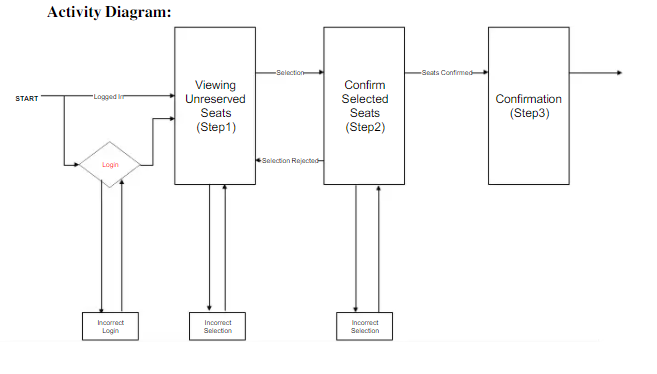 Activity Diagram:
START
Logged In
Login
Viewing
Unreserved
Seats
(Step1)
Selection
Selection Rejected
Confirm
Selected
Seats
(Step2)
Seats Confirmed
Confirmation
(Step3)
Incorrect
Login
Incorrect
Selection
Incorrect
Selection